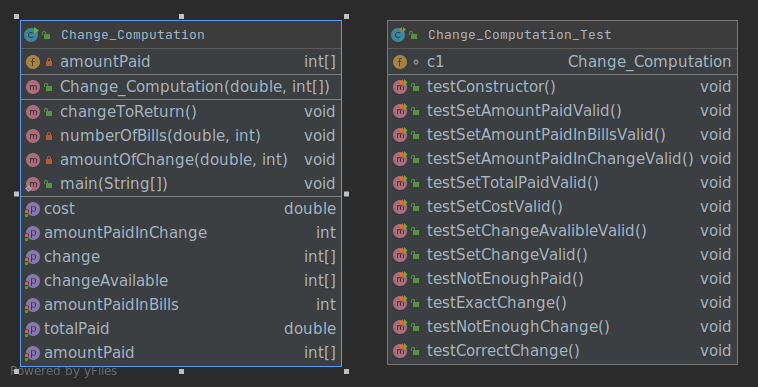 Change_Computation
amountPaid int[]
Change_Computation(double, int[])
changeToReturn() void
numberOfBills(double, int) void
amountOfChange(double, int) void
main(String[]) void
cost double
amountPaidInChange int
change int[]
changeAvailable int[]
amountPaidInBills int
totalPaid double
amountPaid int[]
Powered by yFiles
Change_Computation_Test
c1 Change_Computation
testConstructor() void
testSetAmountPaidValid() void
testSetAmountPaidInBillsValid() void
testSetAmountPaidInChangeValid() void
testSetTotalPaidValid() void
testSetCostValid() void
testSetChangeAvalibleValid() void
testSetChangeValid() void
testNotEnoughPaid() void
testExactChange() void
testNotEnoughChange() void
testCorrectChange() void